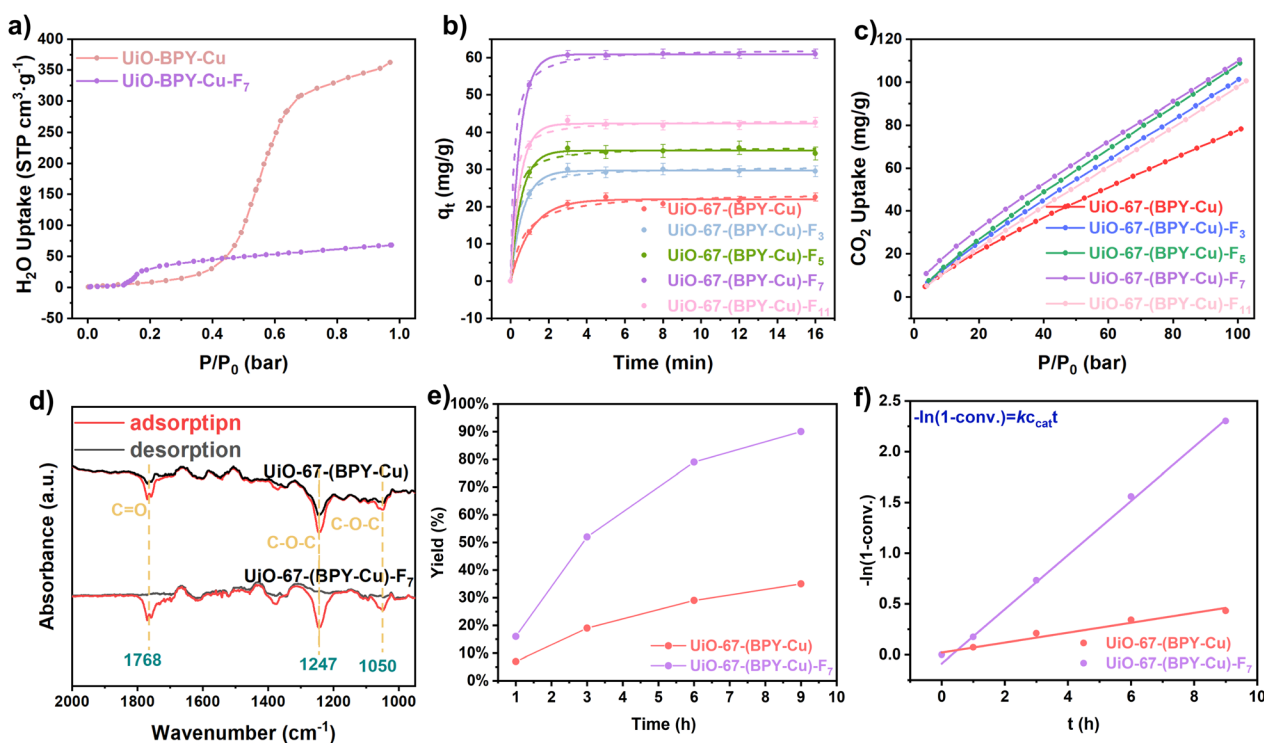 a)
H₂O Uptake (STP cm³·g⁻¹)
400
350
300
250
200
150
100
50
0
-50
UiO-BPY-Cu
UiO-BPY-Cu-F₇
0.0 0.2 0.4 0.6 0.8 1.0
P/P₀ (bar)
b)
qₜ (mg/g)
70
60
50
40
30
20
10
0
-10
UiO-67-(BPY-Cu)
UiO-67-(BPY-Cu)-F₃
UiO-67-(BPY-Cu)-F₅
UiO-67-(BPY-Cu)-F₇
UiO-67-(BPY-Cu)-F₁₁
0 2 4 6 8 10 12 14 16
Time (min)
c)
CO₂ Uptake (mg/g)
120
100
80
60
40
20
0
UiO-67-(BPY-Cu)
UiO-67-(BPY-Cu)-F₃
UiO-67-(BPY-Cu)-F₅
UiO-67-(BPY-Cu)-F₇
UiO-67-(BPY-Cu)-F₁₁
0 20 40 60 80 100
P/P₀ (bar)
d)
Absorbance (a.u.)
adsorptipn
desorption
UiO-67-(BPY-Cu)
C=O
C-O-C
C-O-C
UiO-67-(BPY-Cu)-F₇
1768
1247
1050
2000 1800 1600 1400 1200 1000
Wavenumber (cm⁻¹)
e)
Yield (%)
100%
90%
80%
70%
60%
50%
40%
30%
20%
10%
0%
UiO-67-(BPY-Cu)
UiO-67-(BPY-Cu)-F₇
1 2 3 4 5 6 7 8 9 10
Time (h)
f)
-ln(1-conv.)
2.5
2.0
1.5
1.0
0.5
0.0
-ln(1-conv.)=kc_cat t
UiO-67-(BPY-Cu)
UiO-67-(BPY-Cu)-F₇
0 2 4 6 8 10
t (h)